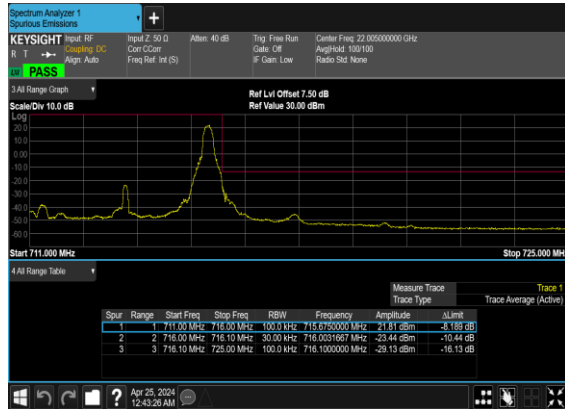 Spectrum Analyzer 1
Spurious Emissions
KEYSIGHT Input: RF Input Z: 50 Ω Atten: 40 dB Trig: Free Run Center Freq: 22.005000000 GHz
R T Coupling: DC Corr CCorr Gate: Off Avg|Hold: 100/100
Align: Auto Freq Ref: Int (S) IF Gain: Low Radio Std: None
PASS
3 All Range Graph
Ref Lvl Offset 7.50 dB
Scale/Div 10.0 dB Ref Value 30.00 dBm
Log
20.0
10.0
0.00
-10.0
-20.0
-30.0
-40.0
-50.0
-60.0
Start 711.000 MHz Stop 725.000 MHz
4 All Range Table
Measure Trace Trace 1
Trace Type Trace Average (Active)
Spur Range Start Freq Stop Freq RBW Frequency Amplitude ΔLimit
1 1 711.00 MHz 716.00 MHz 100.0 kHz 715.6750000 MHz 21.81 dBm -8.189 dB
2 2 716.00 MHz 716.10 MHz 30.00 kHz 716.0031667 MHz -23.44 dBm -10.44 dB
3 3 716.10 MHz 725.00 MHz 100.0 kHz 716.1000000 MHz -29.13 dBm -16.13 dB
? Apr 25, 2024
12:43:26 AM